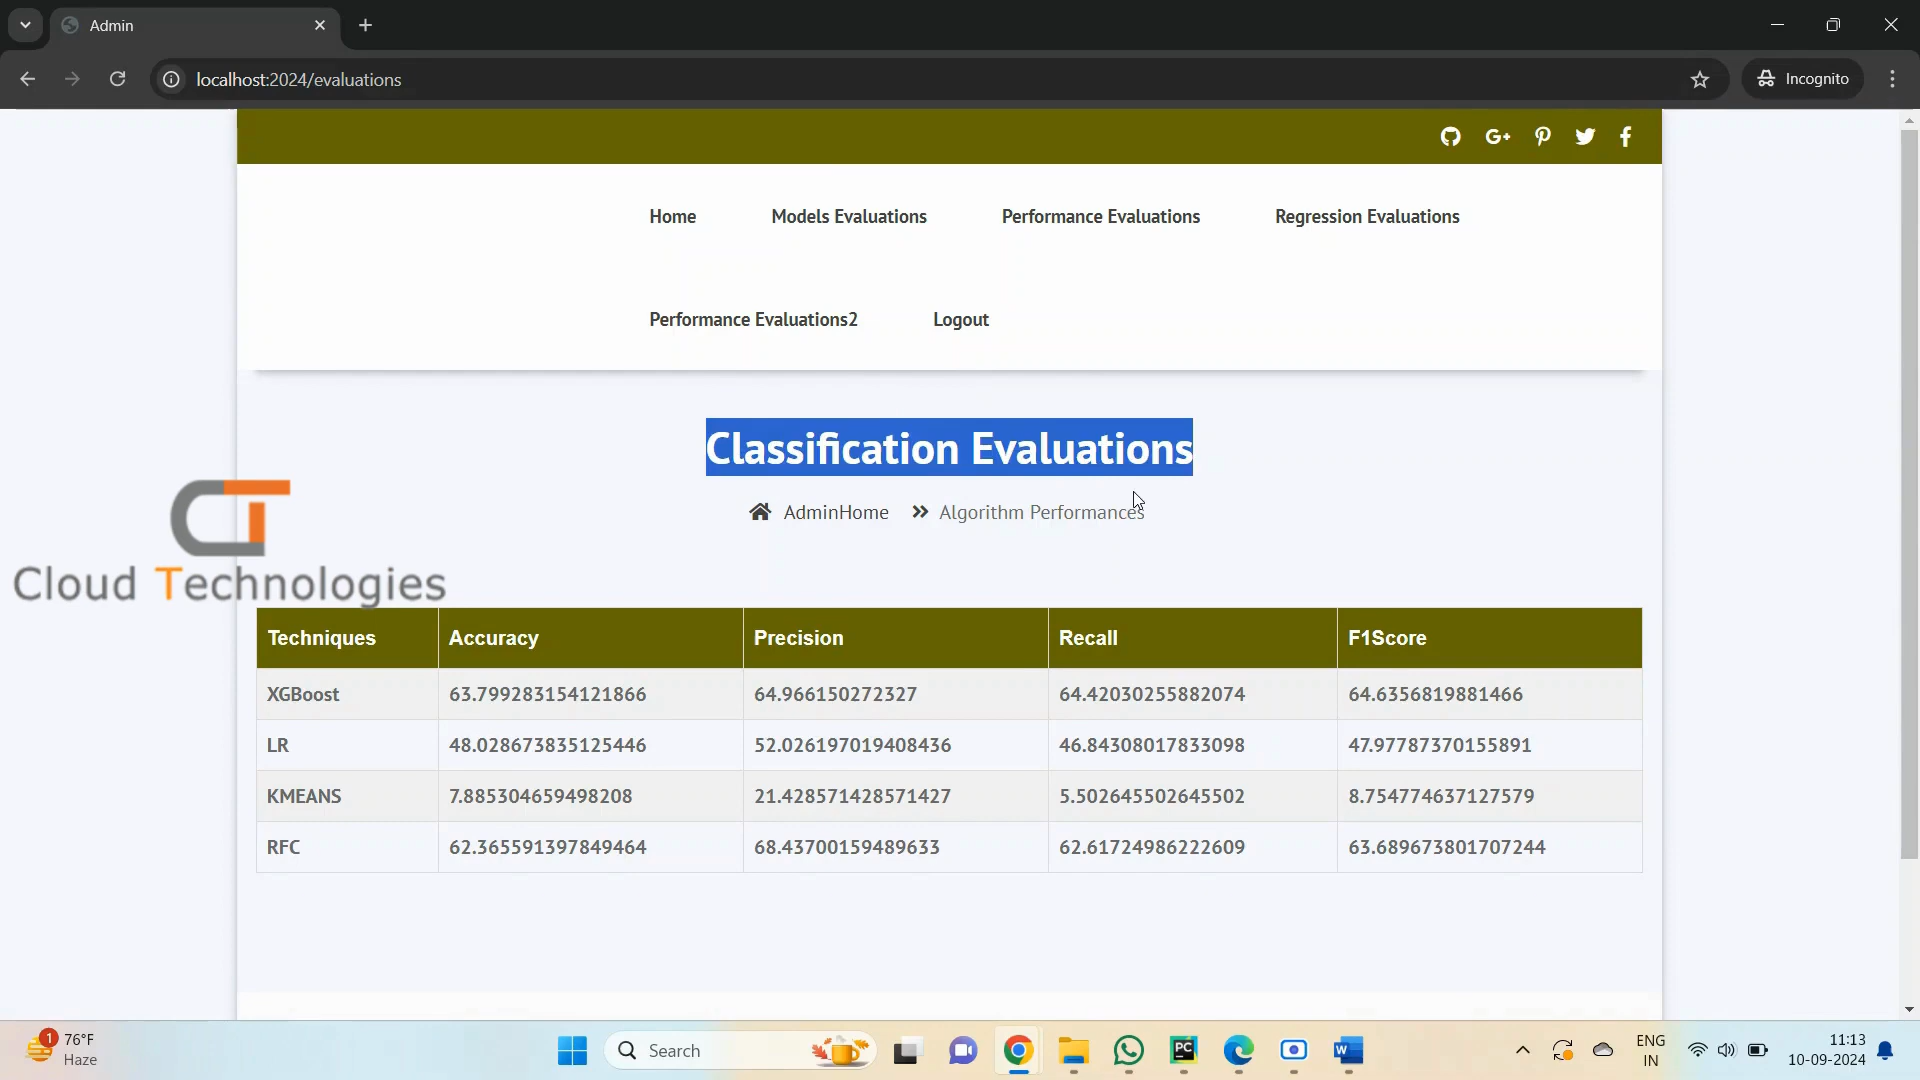 Admin
localhost:2024/evaluations
Incognito
G+
Home Models Evaluations Performance Evaluations Regression Evaluations
Performance Evaluations2 Logout
Classification Evaluations
AdminHome » Algorithm Performances
CT
Cloud Technologies
Techniques Accuracy Precision Recall F1Score
XGBoost 63.799283154121866 64.966150272327 64.42030255882074 64.6356819881466
LR 48.028673835125446 52.026197019408436 46.84308017833098 47.97787370155891
KMEANS 7.885304659498208 21.428571428571427 5.502645502645502 8.754774637127579
RFC 62.365591397849464 68.43700159489633 62.61724986222609 63.689673801707244
1 76°F
Haze
Search
PC
W
ENG
IN
11:13
10-09-2024